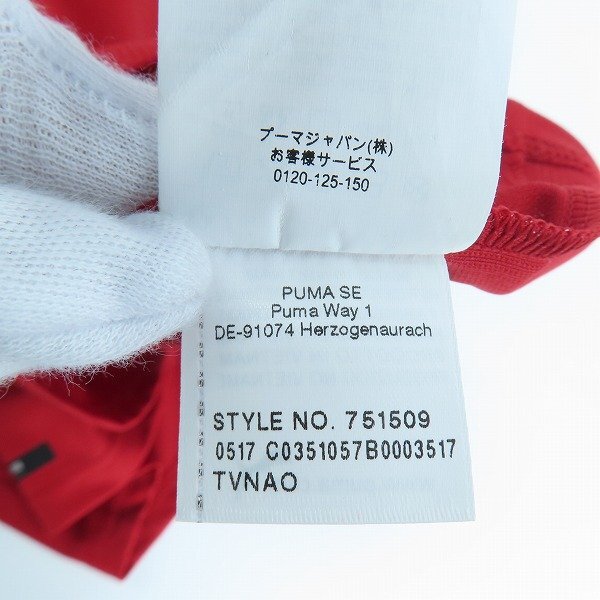 プーマジャパン(株)
お客様サービス
0120-125-150
PUMA SE
Puma Way 1
DE-91074 Herzogenaurach
STYLE NO. 751509
0517 C0351057B0003517
TVNAO